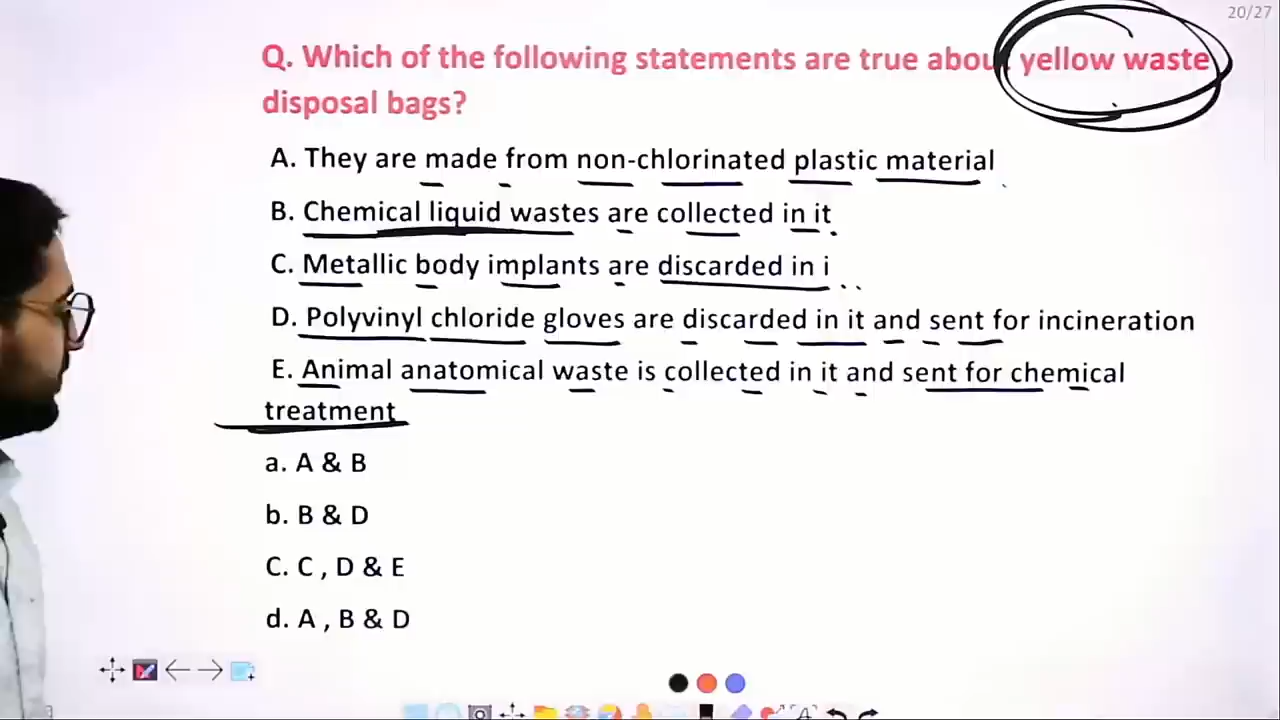 20/27
Q. Which of the following statements are true about yellow waste
disposal bags?
A. They are made from non-chlorinated plastic material
B. Chemical liquid wastes are collected in it
C. Metallic body implants are discarded in i
D. Polyvinyl chloride gloves are discarded in it and sent for incineration
E. Animal anatomical waste is collected in it and sent for chemical
treatment
a. A & B
b. B & D
C. C , D & E
d. A , B & D